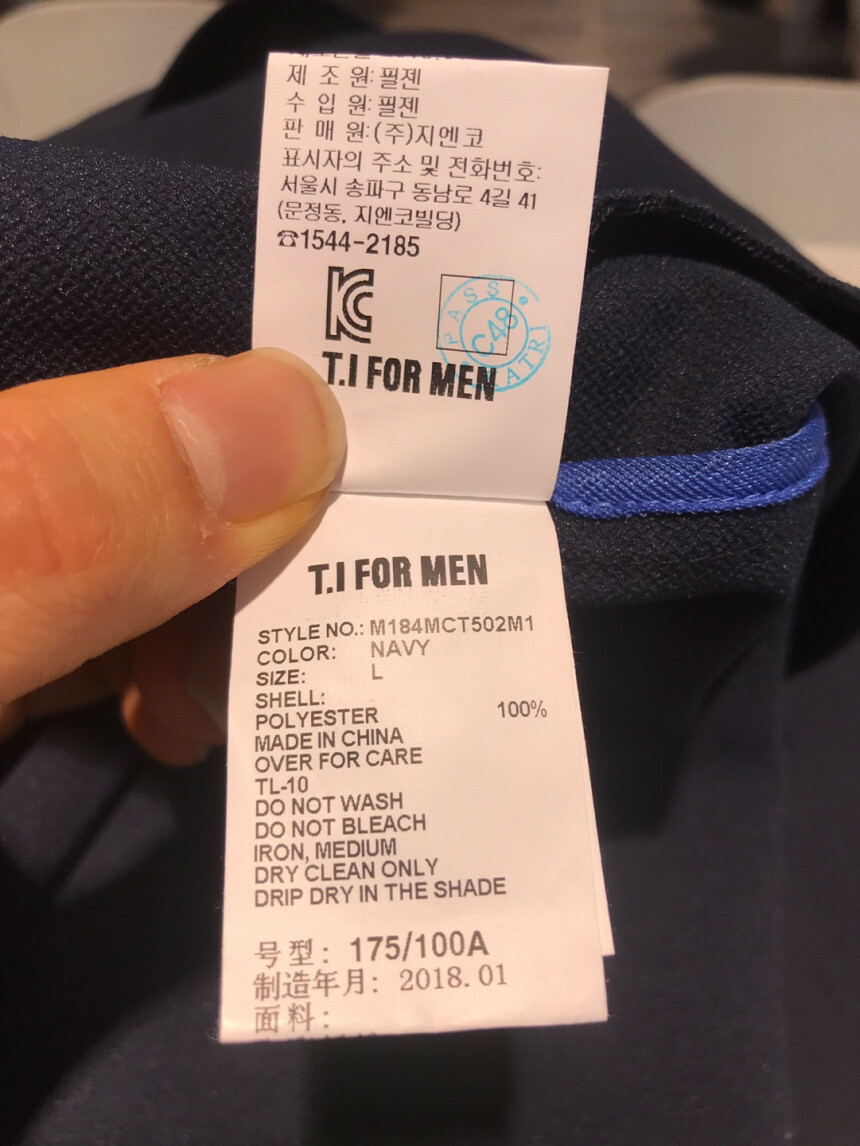 제 조 원:필젠
수 입 원:필젠
판 매 원:(주)지엔코
표시자의 주소 및 전화번호:
서울시 송파구 동남로 4길 41
(문정동, 지엔코빌딩)
☎1544-2185
KC
PASS
C48
T.I FOR MEN
T.I FOR MEN
STYLE NO.: M184MCT502M1
COLOR: NAVY
SIZE: L
SHELL:
POLYESTER 100%
MADE IN CHINA
OVER FOR CARE
TL-10
DO NOT WASH
DO NOT BLEACH
IRON, MEDIUM
DRY CLEAN ONLY
DRIP DRY IN THE SHADE
号型: 175/100A
制造年月: 2018.01
面料: